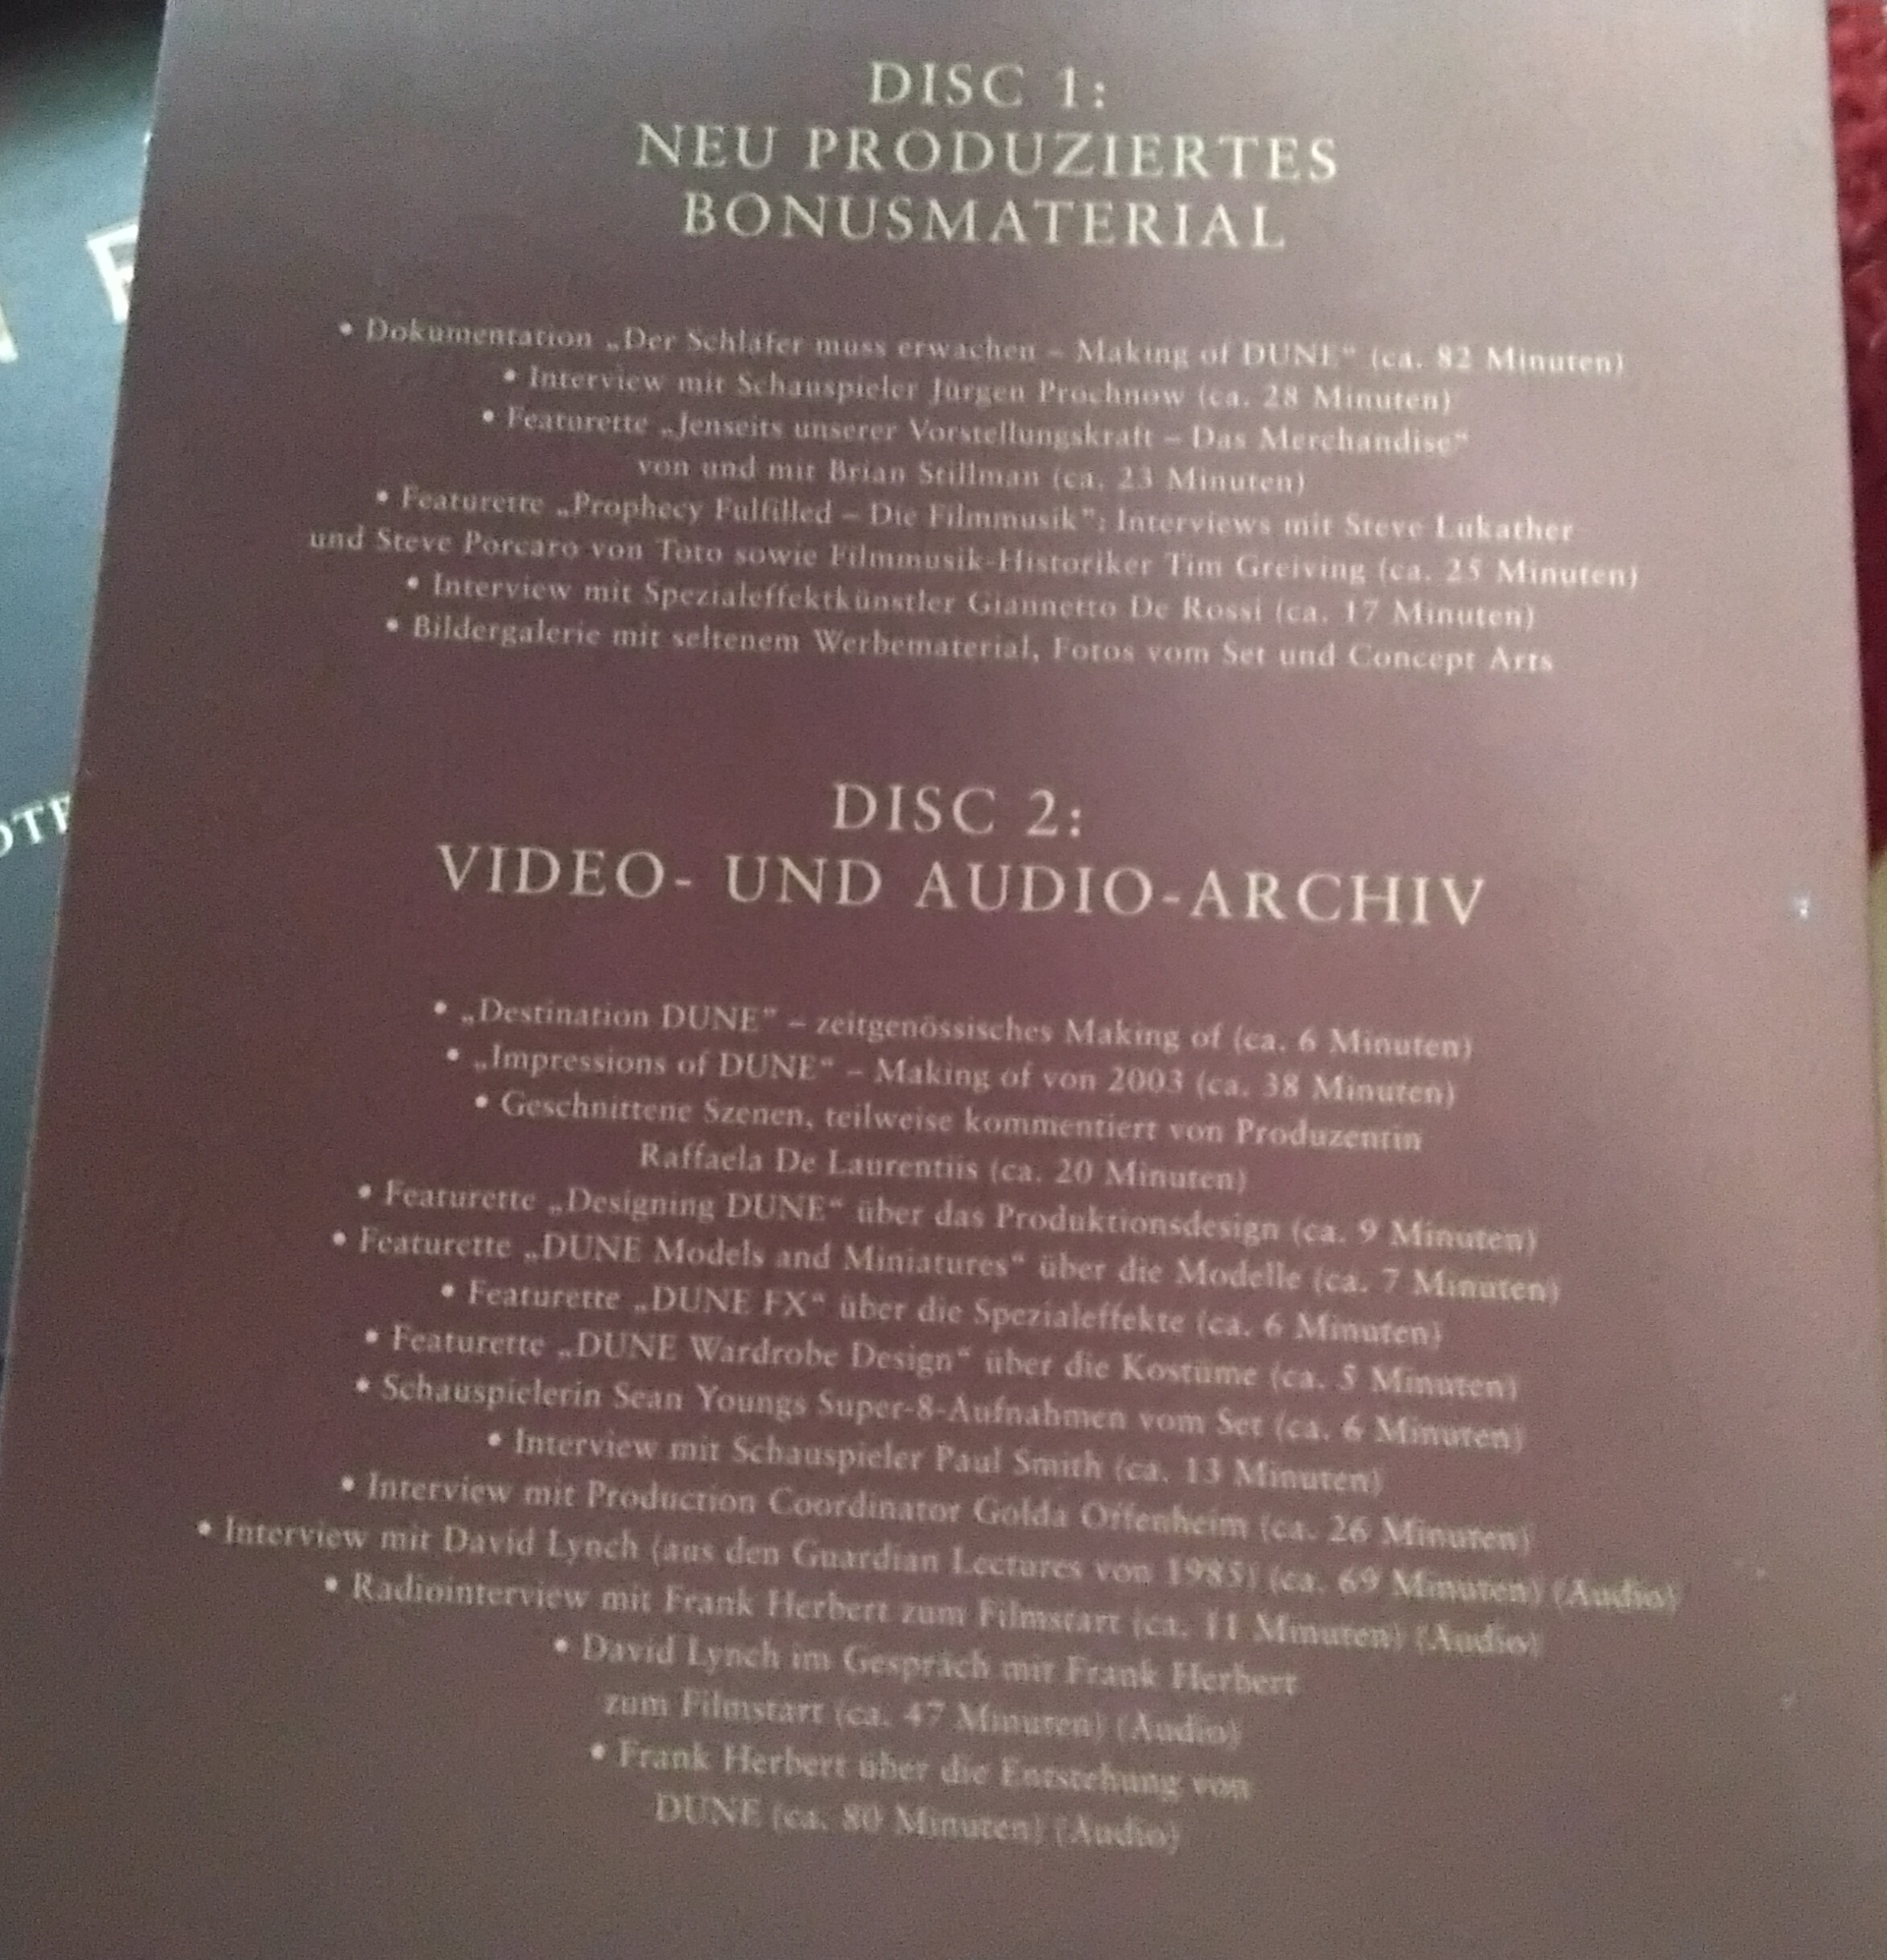 DISC 1:
NEU PRODUZIERTES
BONUSMATERIAL
• Dokumentation „Der Schläfer muss erwachen – Making of DUNE“ (ca. 82 Minuten)
• Interview mit Schauspieler Jürgen Prochnow (ca. 28 Minuten)
• Featurette „Jenseits unserer Vorstellungskraft – Das Merchandise“
von und mit Brian Stillman (ca. 23 Minuten)
• Featurette „Prophecy Fulfilled – Die Filmmusik”: Interviews mit Steve Lukather
und Steve Porcaro von Toto sowie Filmmusik-Historiker Tim Greiving (ca. 25 Minuten)
• Interview mit Spezialeffektkünstler Giannetto De Rossi (ca. 17 Minuten)
• Bildergalerie mit seltenem Werbematerial, Fotos vom Set und Concept Arts
DISC 2:
VIDEO- UND AUDIO-ARCHIV
• „Destination DUNE” – zeitgenössisches Making of (ca. 6 Minuten)
• „Impressions of DUNE“ – Making of von 2003 (ca. 38 Minuten)
• Geschnittene Szenen, teilweise kommentiert von Produzentin
Raffaela De Laurentiis (ca. 20 Minuten)
• Featurette „Designing DUNE“ über das Produktionsdesign (ca. 9 Minuten)
• Featurette „DUNE Models and Miniatures“ über die Modelle (ca. 7 Minuten)
• Featurette „DUNE FX“ über die Spezialeffekte (ca. 6 Minuten)
• Featurette „DUNE Wardrobe Design“ über die Kostüme (ca. 5 Minuten)
• Schauspielerin Sean Youngs Super-8-Aufnahmen vom Set (ca. 6 Minuten)
• Interview mit Schauspieler Paul Smith (ca. 13 Minuten)
• Interview mit Production Coordinator Golda Offenheim (ca. 26 Minuten)
• Interview mit David Lynch (aus den Guardian Lectures von 1985) (ca. 69 Minuten) (Audio)
• Radiointerview mit Frank Herbert zum Filmstart (ca. 11 Minuten) (Audio)
• David Lynch im Gespräch mit Frank Herbert
zum Filmstart (ca. 47 Minuten) (Audio)
• Frank Herbert über die Entstehung von
DUNE (ca. 80 Minuten) (Audio)